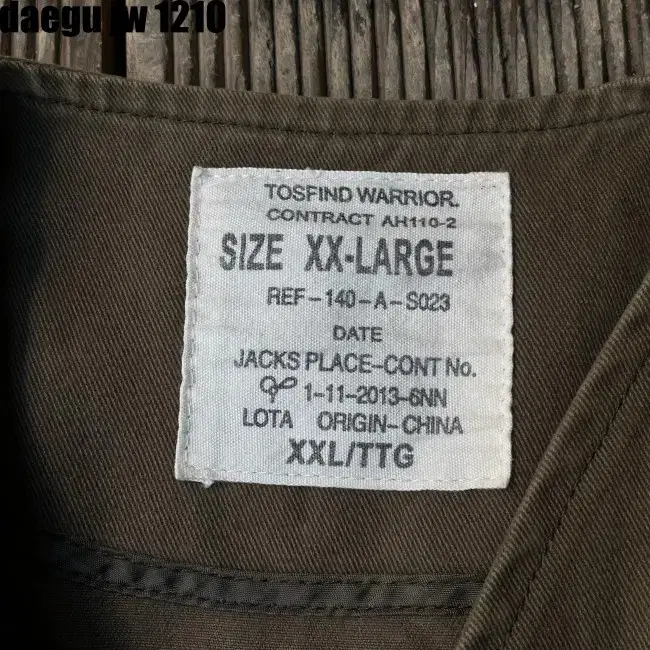 daegu jw 1210
TOSFIND WARRIOR.
CONTRACT AH110-2
SIZE XX-LARGE
REF-140-A-S023
DATE
JACKS PLACE-CONT No.
1-11-2013-6NN
LOTA ORIGIN-CHINA
XXL/TTG